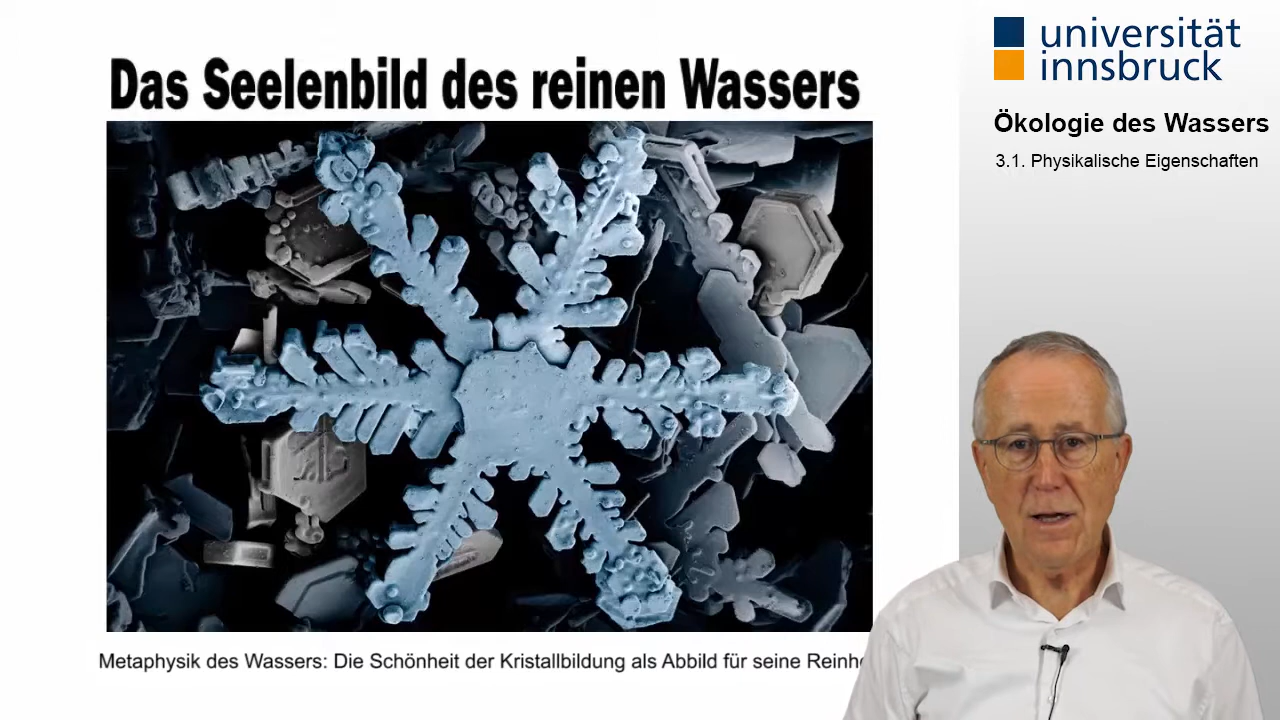 Das Seelenbild des reinen Wassers
Metaphysik des Wassers: Die Schönheit der Kristallbildung als Abbild für seine
universität
innsbruck
Ökologie des Wassers
3.1. Physikalische Eigenschaften